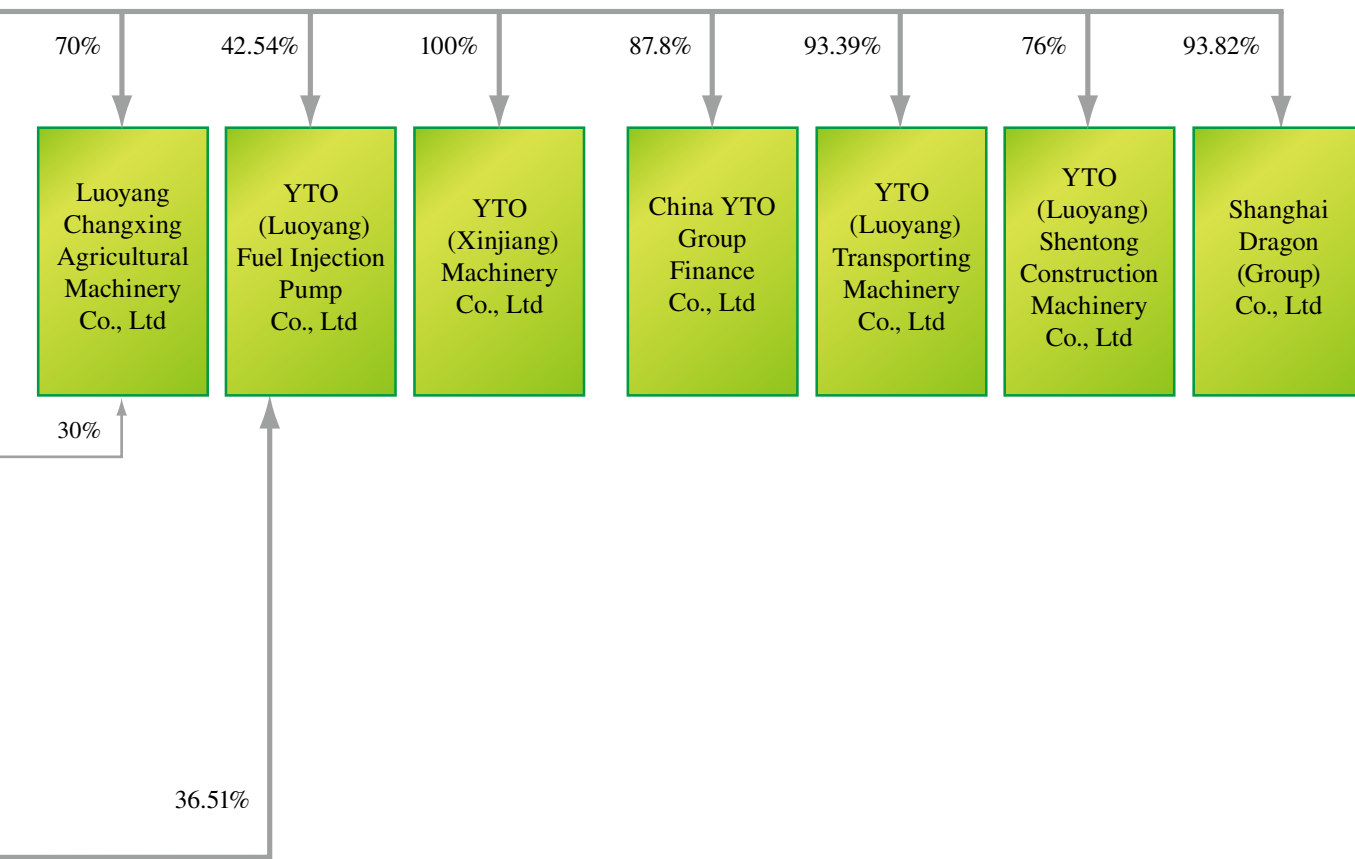 70%
42.54%
100%
87.8%
93.39%
76%
93.82%
Luoyang
Changxing
Agricultural
Machinery
Co., Ltd
YTO
(Luoyang)
Fuel Injection
Pump
Co., Ltd
YTO
(Xinjiang)
Machinery
Co., Ltd
China YTO
Group
Finance
Co., Ltd
YTO
(Luoyang)
Transporting
Machinery
Co., Ltd
YTO
(Luoyang)
Shentong
Construction
Machinery
Co., Ltd
Shanghai
Dragon
(Group)
Co., Ltd
30%
36.51%